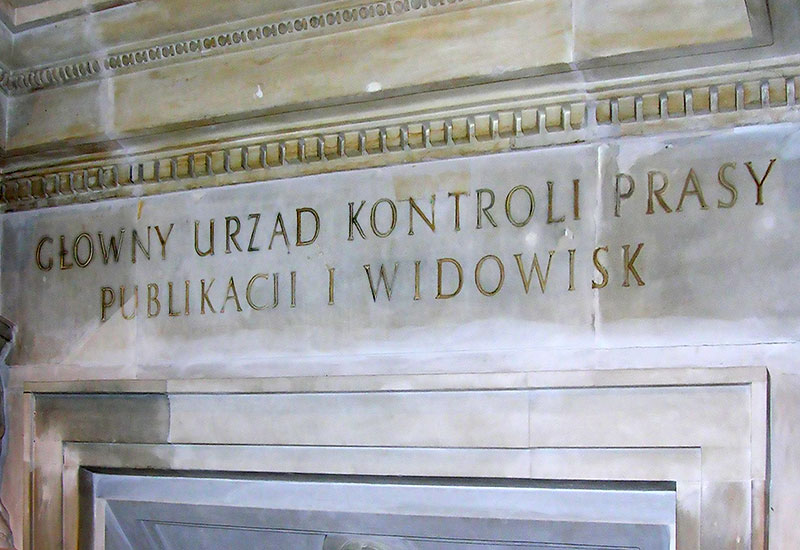 GŁOWNY URZĄD KONTROLI PRASY
PUBLIKACJI I WIDOWISK